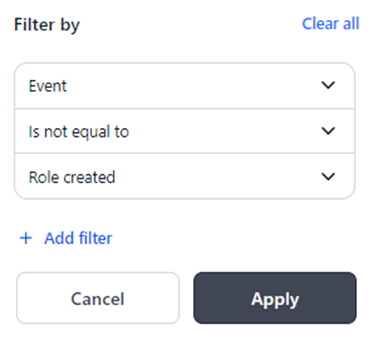 Filter by Clear all
Event
Is not equal to
Role created
+ Add filter
Cancel Apply